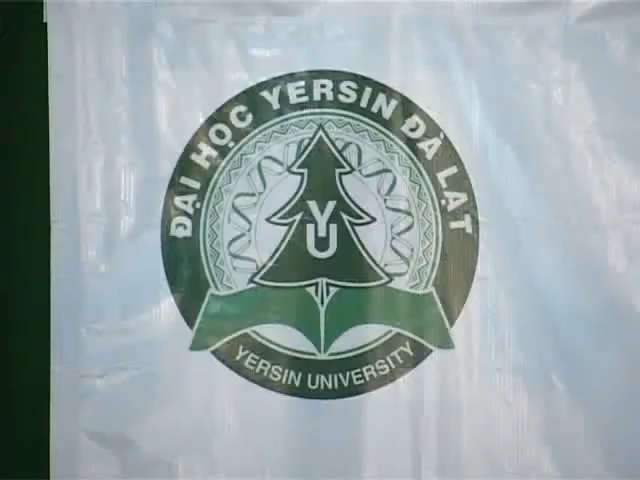 ĐẠI HỌC YERSIN ĐÀ LẠT
YU
YERSIN UNIVERSITY